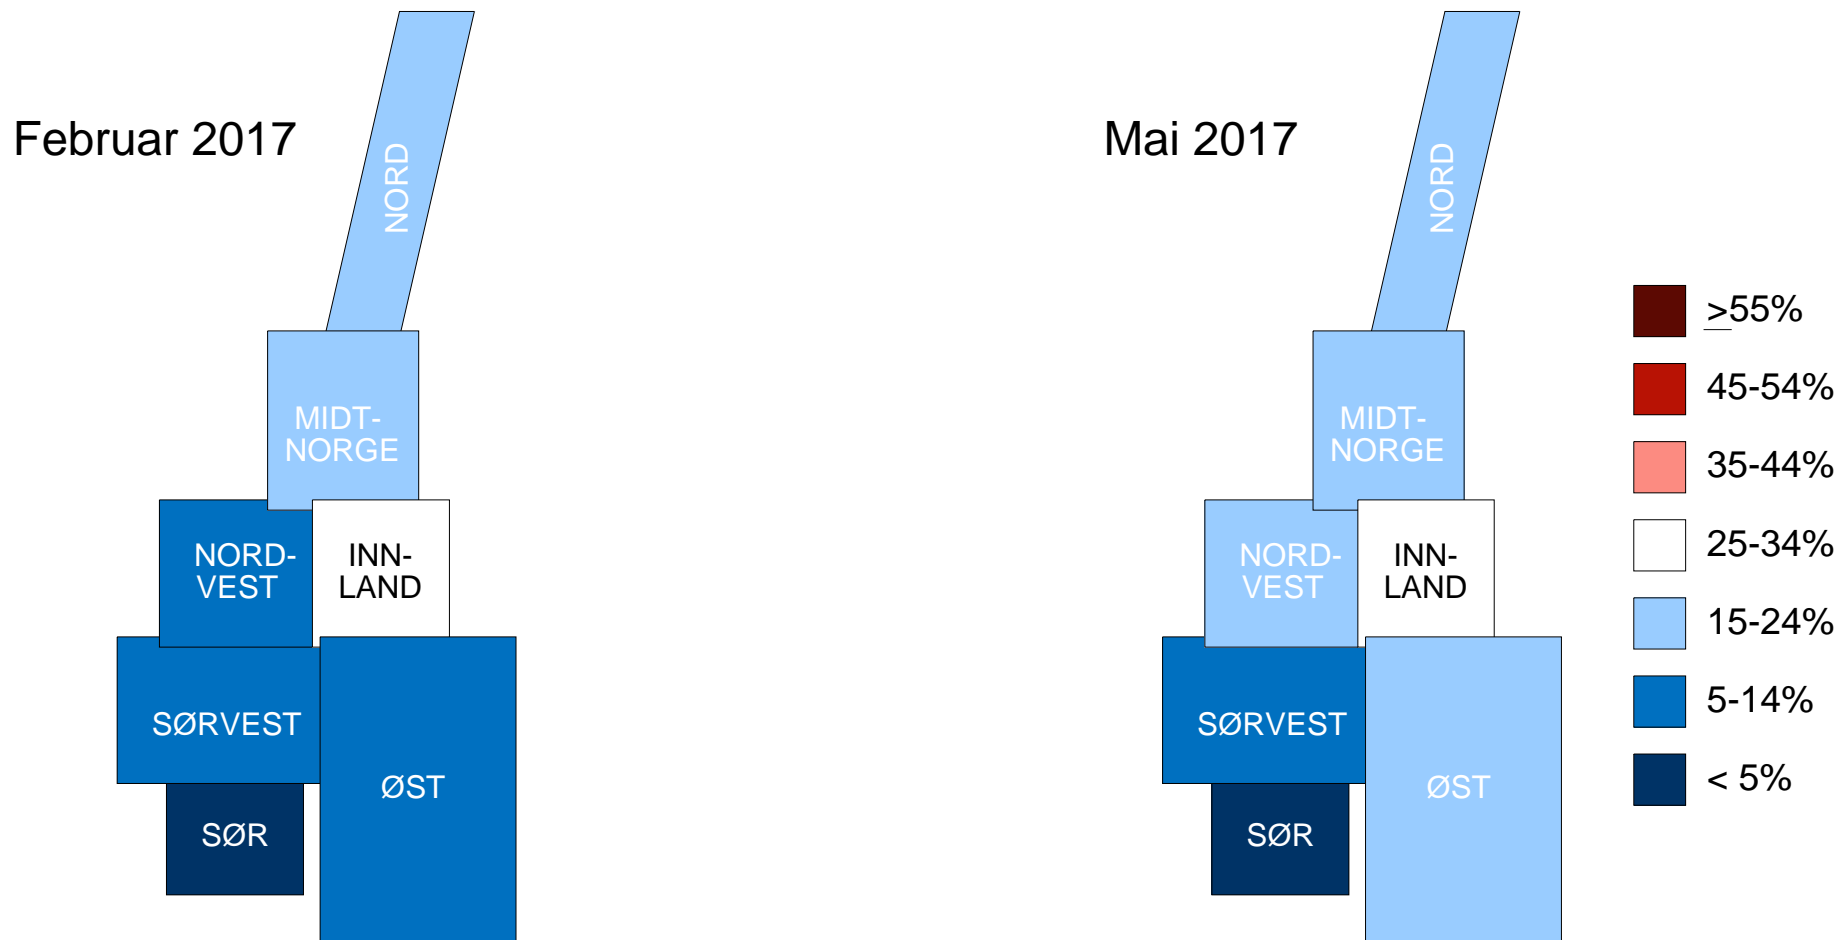 Februar 2017
NORD
MIDT-
NORGE
NORD-
VEST
INN-
LAND
SØRVEST
ØST
SØR
Mai 2017
NORD
MIDT-
NORGE
NORD-
VEST
INN-
LAND
SØRVEST
ØST
SØR
≥55%
45-54%
35-44%
25-34%
15-24%
5-14%
< 5%